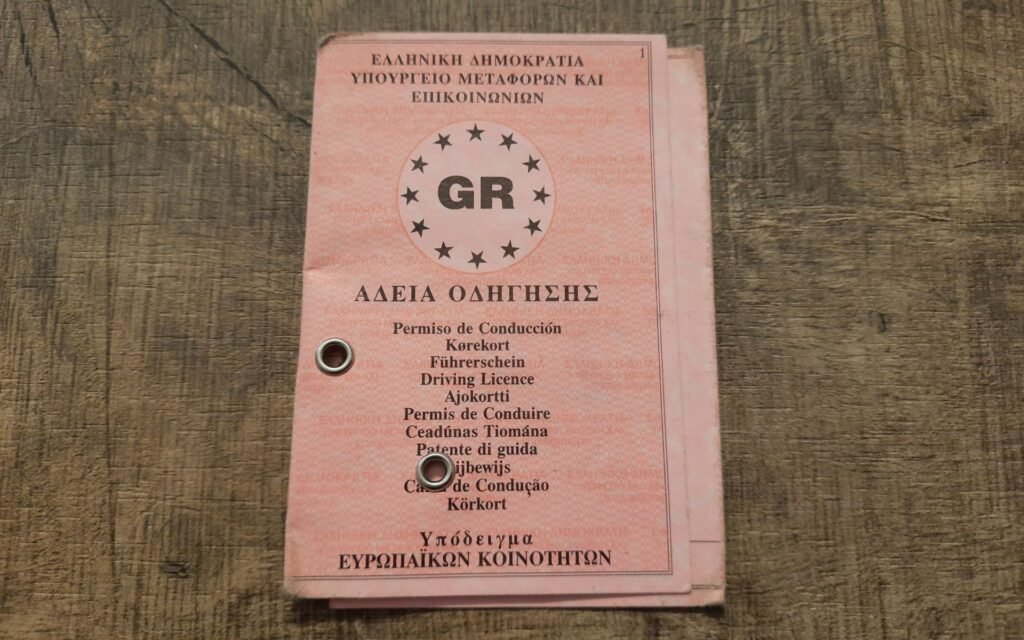 1
ΕΛΛΗΝΙΚΗ ΔΗΜΟΚΡΑΤΙΑ
ΥΠΟΥΡΓΕΙΟ ΜΕΤΑΦΟΡΩΝ ΚΑΙ
ΕΠΙΚΟΙΝΩΝΙΩΝ
GR
ΑΔΕΙΑ ΟΔΗΓΗΣΗΣ
Permiso de Conducción
Kørekort
Führerschein
Driving Licence
Ajokortti
Permis de Conduire
Ceadúnas Tiomána
Patente di guida
de Condução
Körkort
Υπόδειγμα
ΕΥΡΩΠΑΪΚΩΝ ΚΟΙΝΟΤΗΤΩΝ